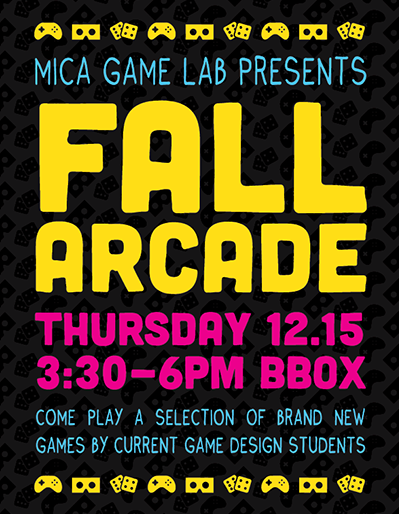 MICA GAME LAB PRESENTS
FALL
ARCADE
THURSDAY 12.15
3:30–6PM BBOX
COME PLAY A SELECTION OF BRAND NEW
GAMES BY CURRENT GAME DESIGN STUDENTS